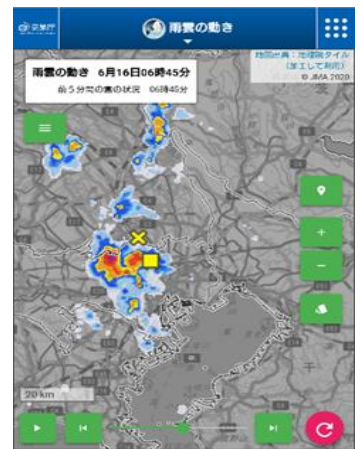 気象庁
雨雲の動き
地図出典：地理院タイル
（加工して利用）
© JMA 2020
雨雲の動き 6月16日06時45分
前5分間の雷の状況 06時45分
茨
千
20 km